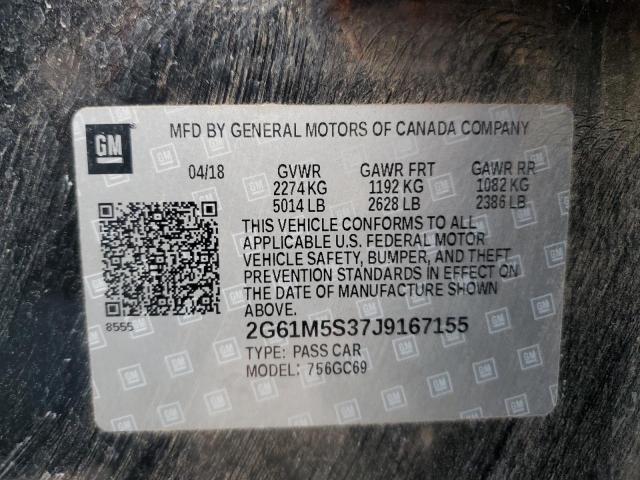 GM
MFD BY GENERAL MOTORS OF CANADA COMPANY
04/18 GVWR GAWR FRT GAWR RR
2274 KG 1192 KG 1082 KG
5014 LB 2628 LB 2386 LB
THIS VEHICLE CONFORMS TO ALL
APPLICABLE U.S. FEDERAL MOTOR
VEHICLE SAFETY, BUMPER, AND THEFT
PREVENTION STANDARDS IN EFFECT ON
THE DATE OF MANUFACTURE SHOWN
ABOVE.
8555
2G61M5S37J9167155
TYPE: PASS CAR
MODEL: 756GC69